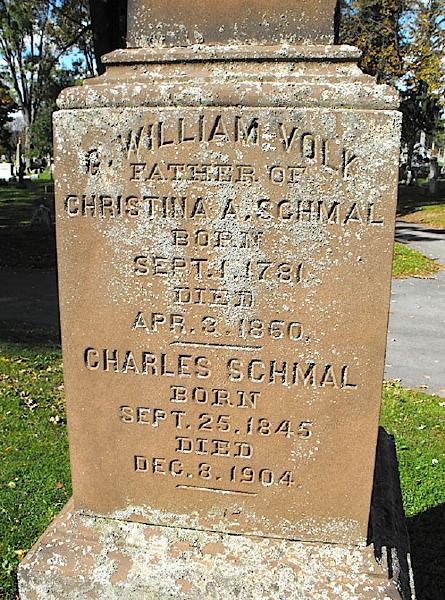 G. WILLIAM VOLK
FATHER OF
CHRISTINA A. SCHMAL
BORN
SEPT. 1. 1781.
DIED
APR. 3. 1860.
CHARLES SCHMAL
BORN
SEPT. 25. 1845
DIED
DEC. 8. 1904.